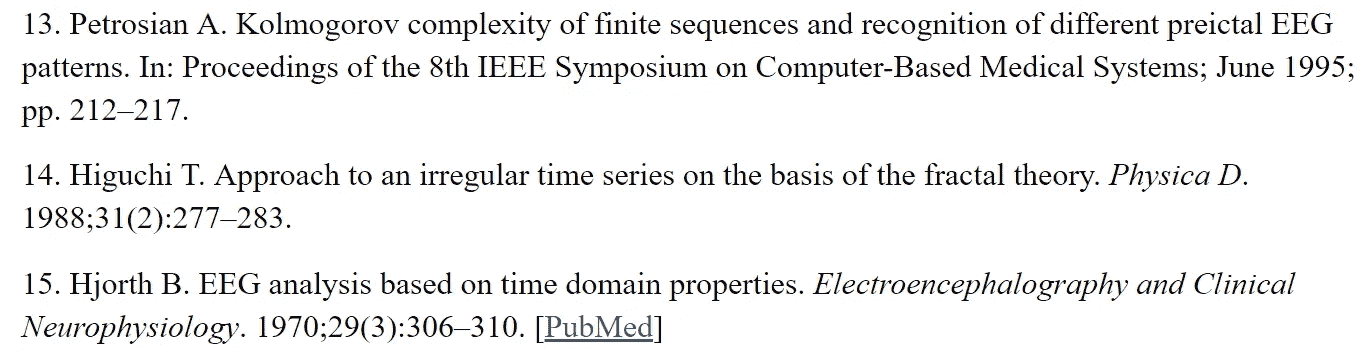 13. Petrosian A. Kolmogorov complexity of finite sequences and recognition of different preictal EEG
patterns. In: Proceedings of the 8th IEEE Symposium on Computer-Based Medical Systems; June 1995;
pp. 212–217.
14. Higuchi T. Approach to an irregular time series on the basis of the fractal theory. Physica D.
1988;31(2):277–283.
15. Hjorth B. EEG analysis based on time domain properties. Electroencephalography and Clinical
Neurophysiology. 1970;29(3):306–310. [PubMed]